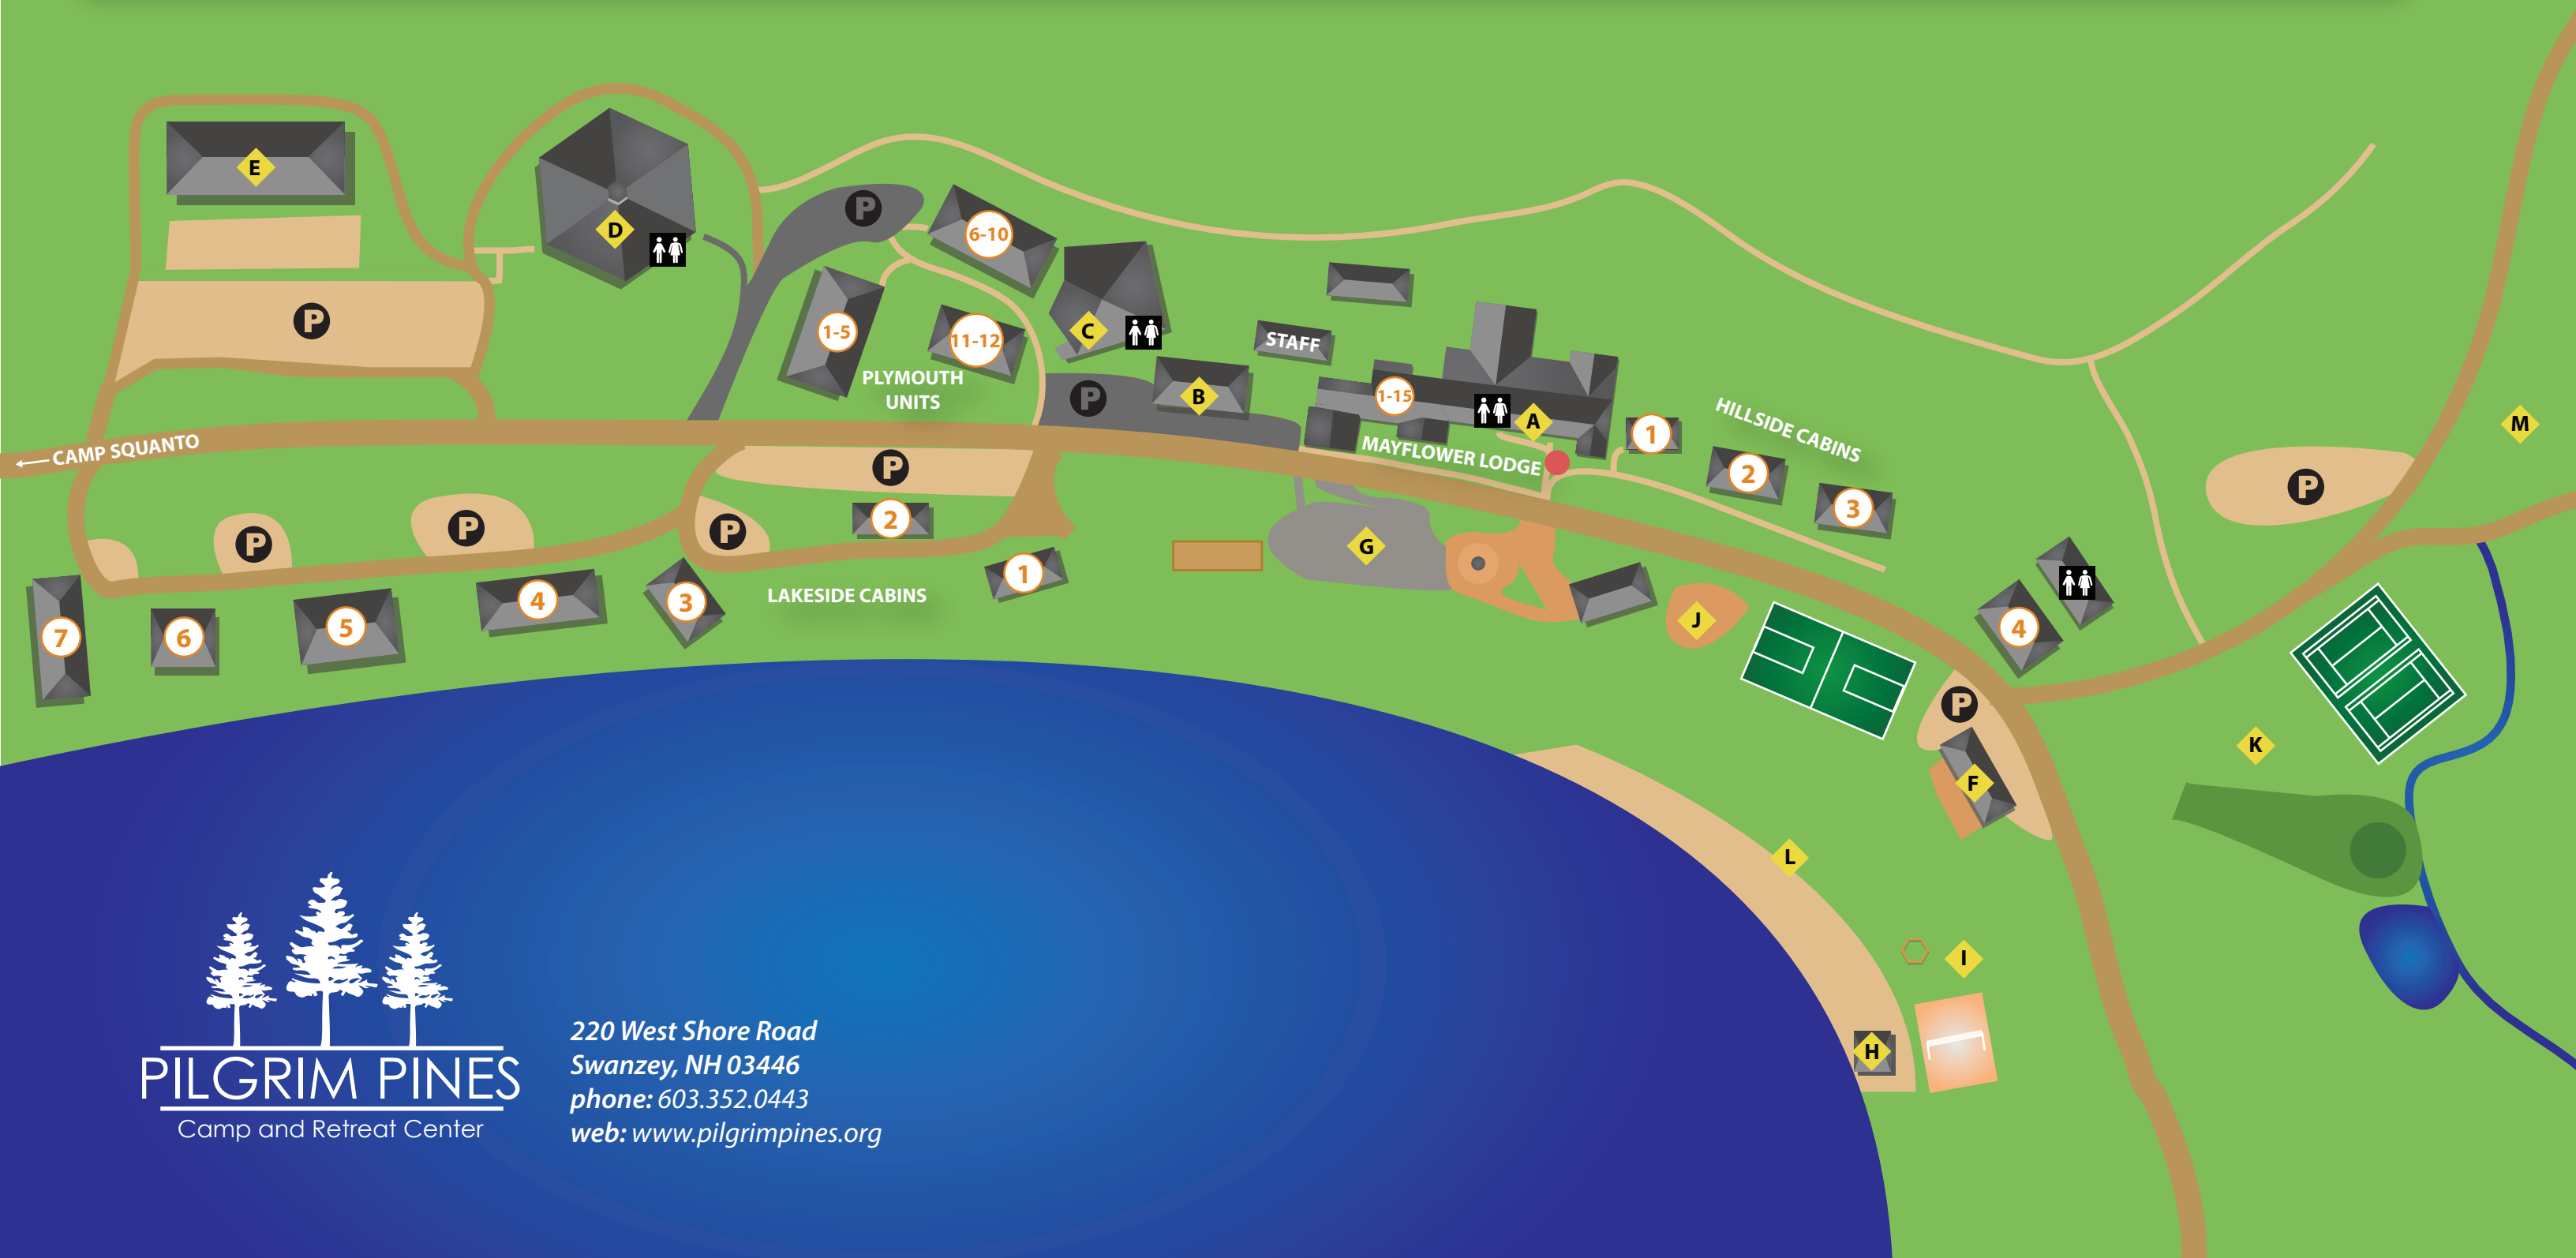 E
D
P
P
6-10
C
1-5
11-12
PLYMOUTH
UNITS
P
B
STAFF
1-15
A
MAYFLOWER LODGE
1
HILLSIDE CABINS
2
3
M
← CAMP SQUANTO
P
P
P
P
2
1
G
P
7
6
5
4
3
LAKESIDE CABINS
J
4
P
F
K
L
I
H
PILGRIM PINES
Camp and Retreat Center
220 West Shore Road
Swanzey, NH 03446
phone: 603.352.0443
web: www.pilgrimpines.org